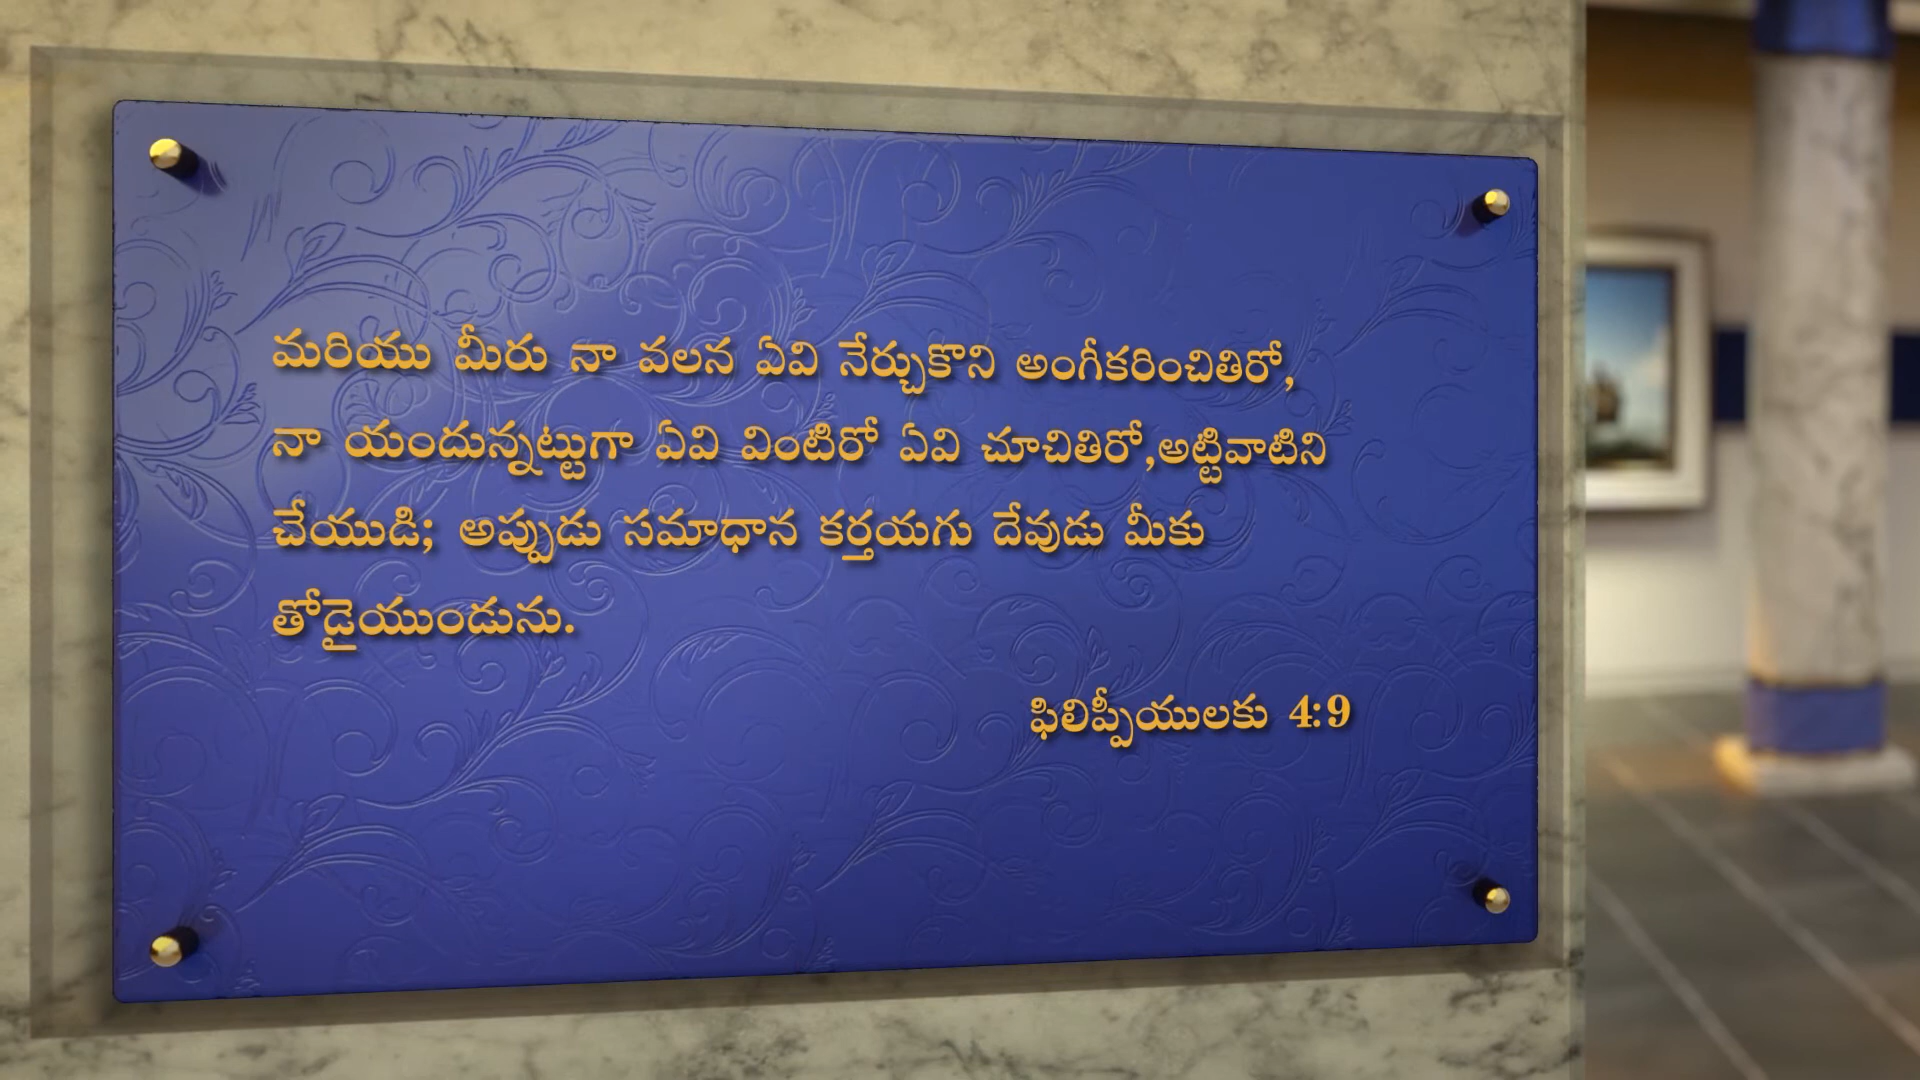 మరియు మీరు నా వలన ఏవి నేర్చుకొని అంగీకరించితిరో,
నా యందున్నట్టుగా ఏవి వింటిరో ఏవి చూచితిరో,అట్టివాటిని
చేయుడి; అప్పుడు సమాధాన కర్తయగు దేవుడు మీకు
తోడైయుండును.
ఫిలిప్పీయులకు 4:9